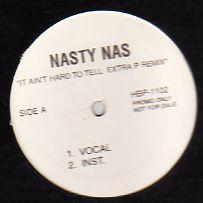 NASTY NAS
"IT AIN'T HARD TO TELL EXTRA P REMIX"
SIDE A
HBP-1102
PROMO ONLY
NOT FOR SALE
1. VOCAL
2. INST.